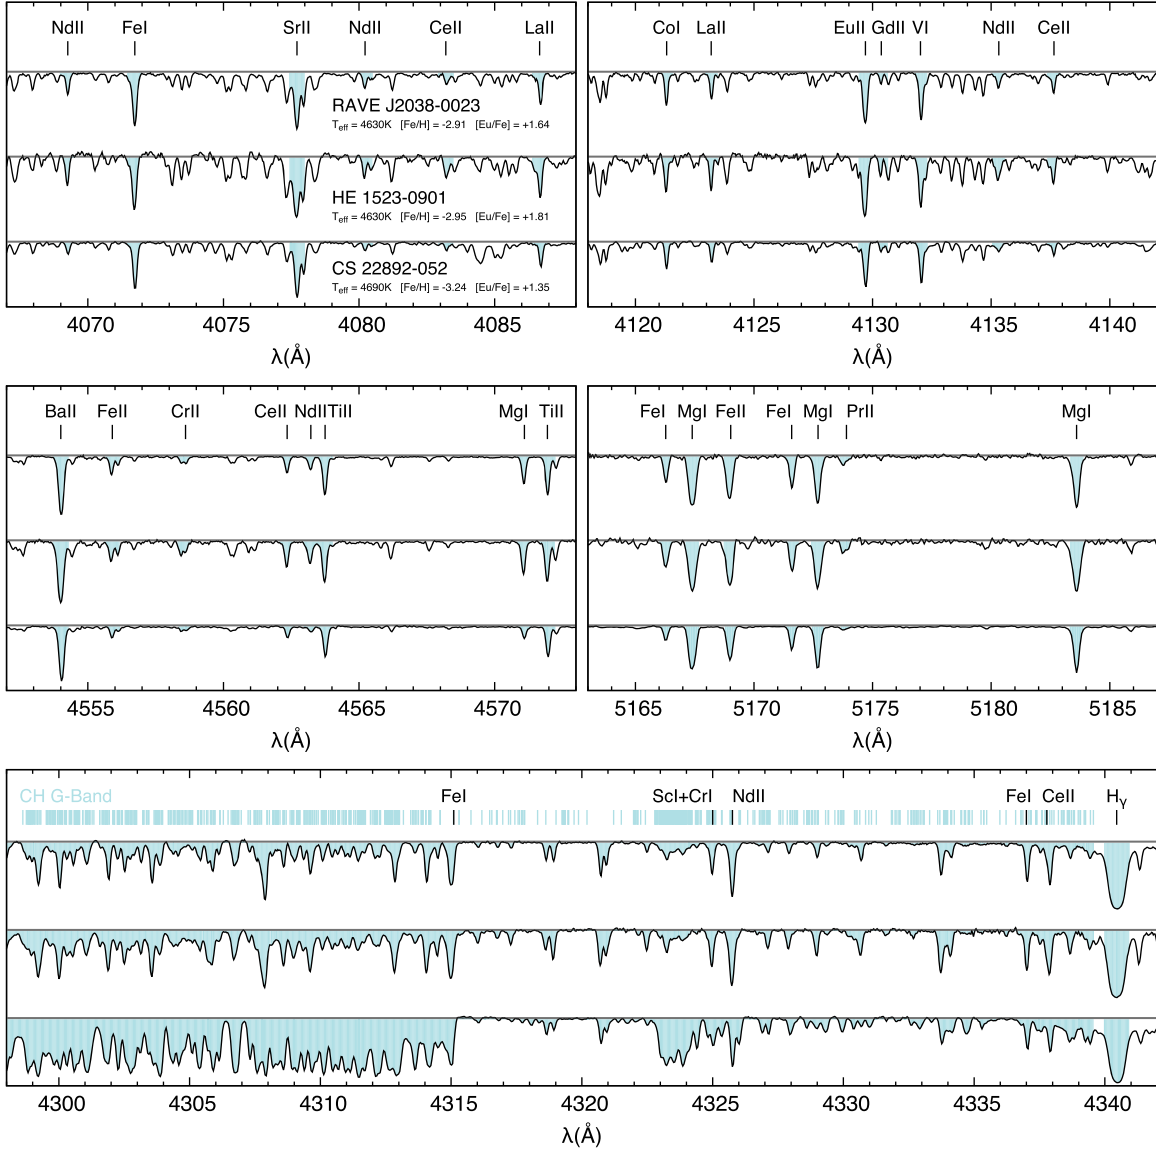 NdII FeI SrII NdII CeII LaII
RAVE J2038-0023
Teff = 4630K [Fe/H] = -2.91 [Eu/Fe] = +1.64
HE 1523-0901
Teff = 4630K [Fe/H] = -2.95 [Eu/Fe] = +1.81
CS 22892-052
Teff = 4690K [Fe/H] = -3.24 [Eu/Fe] = +1.35
4070 4075 4080 4085
λ(Å)
CoI LaII EuII GdII VI NdII CeII
4120 4125 4130 4135 4140
λ(Å)
BaII FeII CrII CeII NdII TiII MgI TiII
4555 4560 4565 4570
λ(Å)
FeI MgI FeII FeI MgI PrII MgI
5165 5170 5175 5180 5185
λ(Å)
CH G-Band FeI ScI+CrI NdII FeI CeII Hγ
4300 4305 4310 4315 4320 4325 4330 4335 4340
λ(Å)